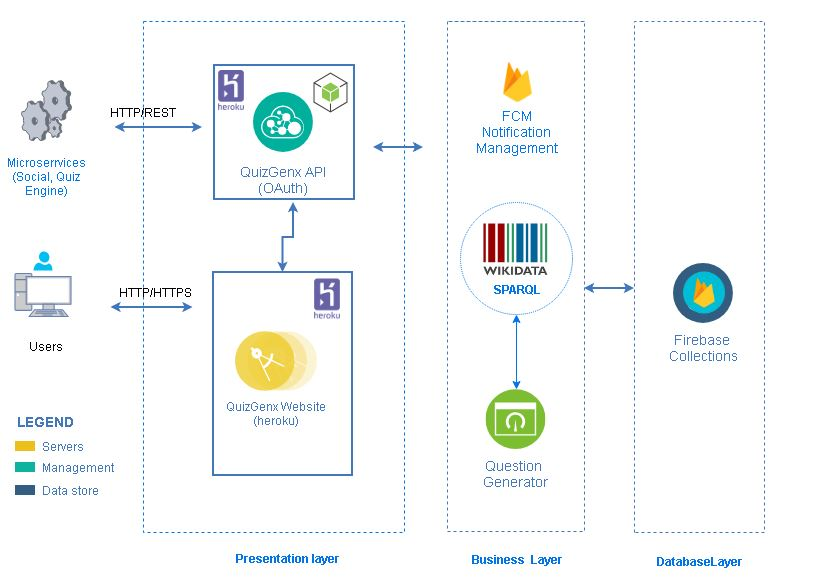 heroku
HTTP/REST
Microservices
(Social, Quiz
Engine)
QuizGenx API
(OAuth)
FCM
Notification
Management
WIKIDATA
SPARQL
HTTP/HTTPS
Users
heroku
QuizGenx Website
(heroku)
Firebase
Collections
Question
Generator
LEGEND
Servers
Management
Data store
Presentation layer
Business Layer
DatabaseLayer